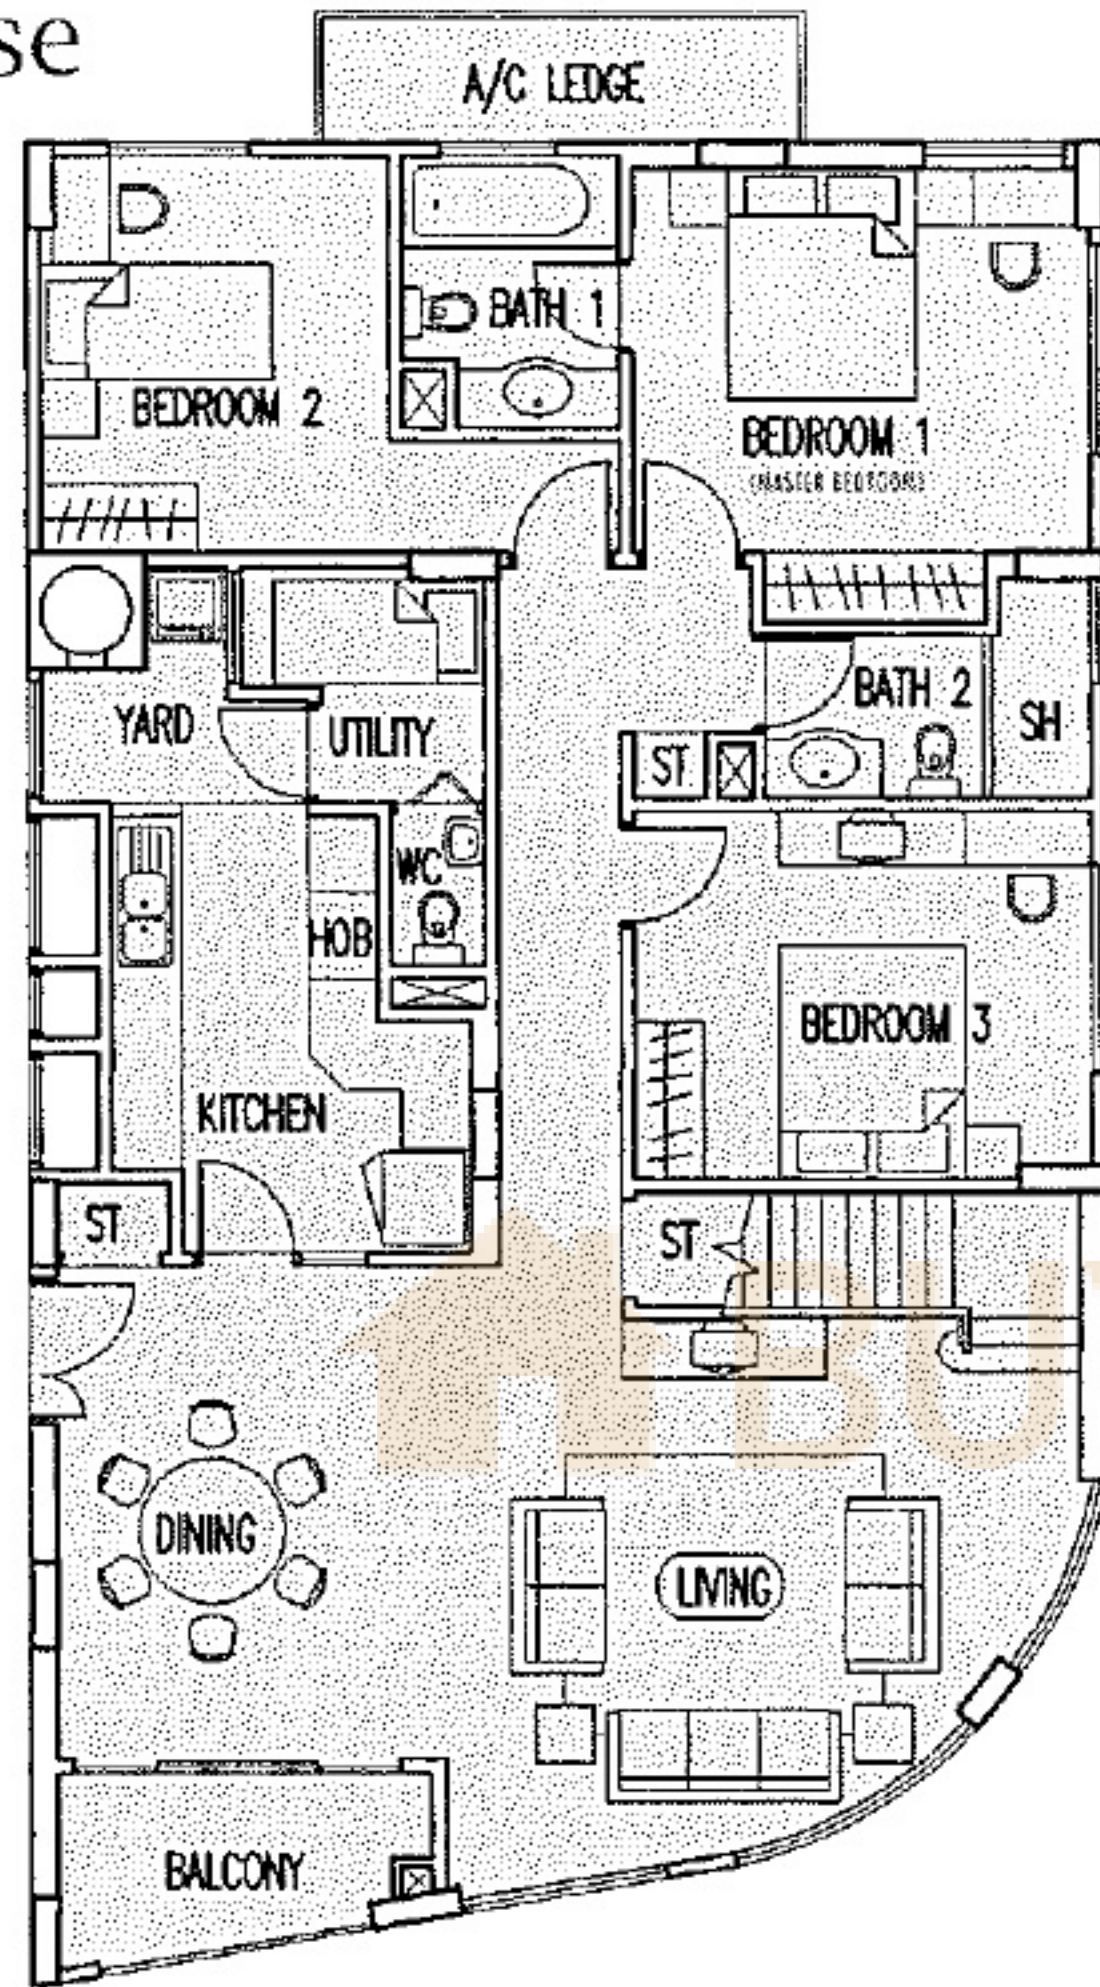 se
A/C LEDGE
BATH 1
BEDROOM 2
BEDROOM 1
(MASTER BEDROOM)
YARD
UTILITY
BATH 2
SH
ST
WC
HOB
BEDROOM 3
KITCHEN
ST
ST
BU
DINING
LIVING
BALCONY